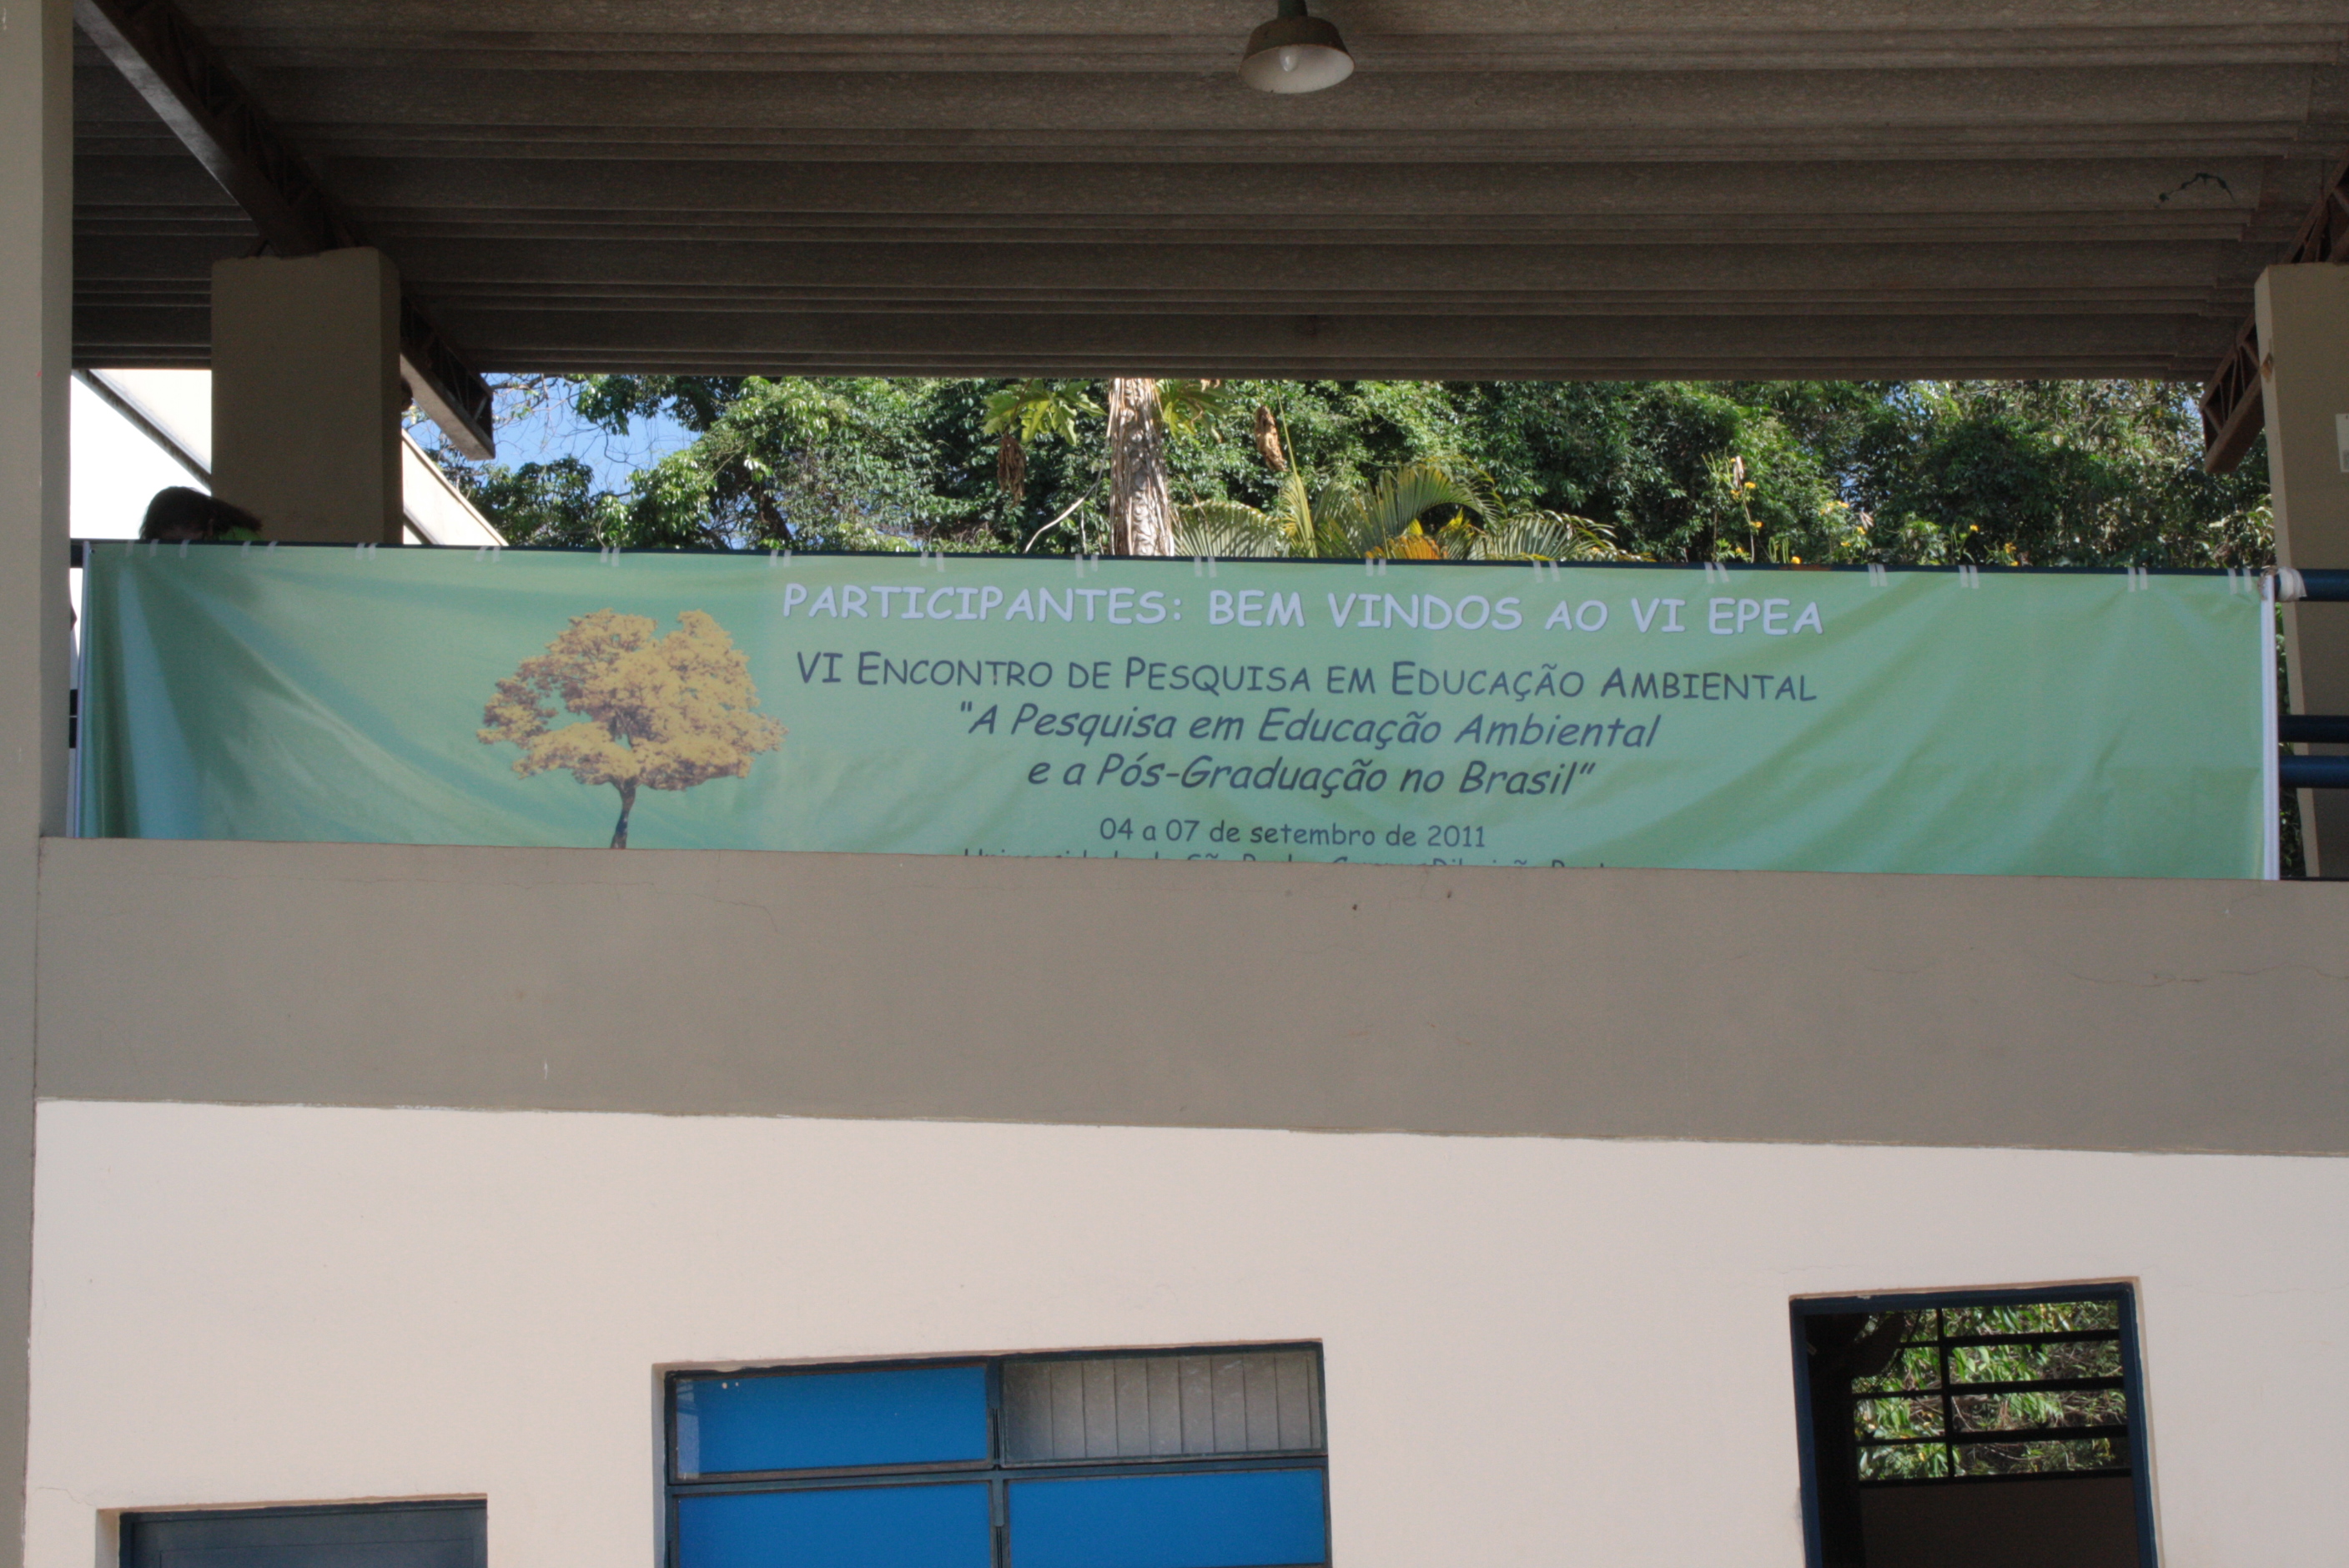 PARTICIPANTES: BEM VINDOS AO VI EPEA
VI ENCONTRO DE PESQUISA EM EDUCAÇÃO AMBIENTAL
"A Pesquisa em Educação Ambiental
e a Pós-Graduação no Brasil"
04 a 07 de setembro de 2011